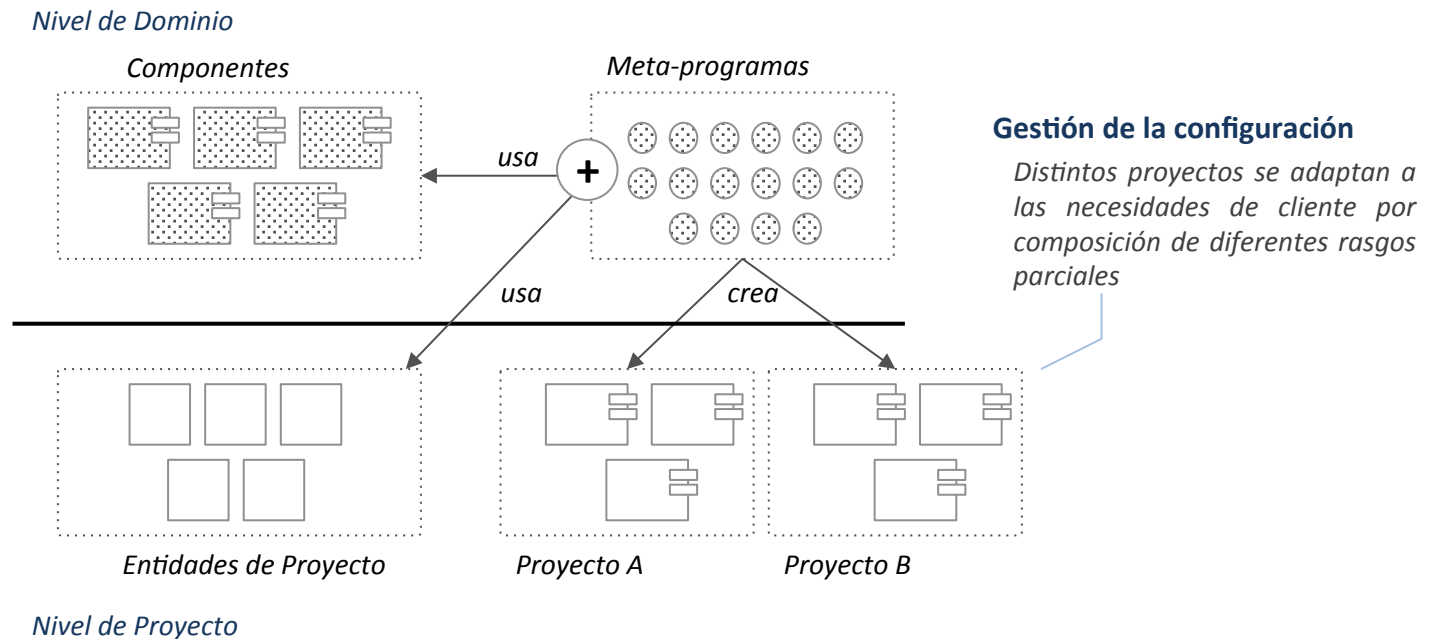 Nivel de Dominio
Componentes
Meta-programas
Gestión de la configuración
Distintos proyectos se adaptan a
las necesidades de cliente por
composición de diferentes rasgos
parciales
usa
+
usa
crea
Entidades de Proyecto
Proyecto A
Proyecto B
Nivel de Proyecto